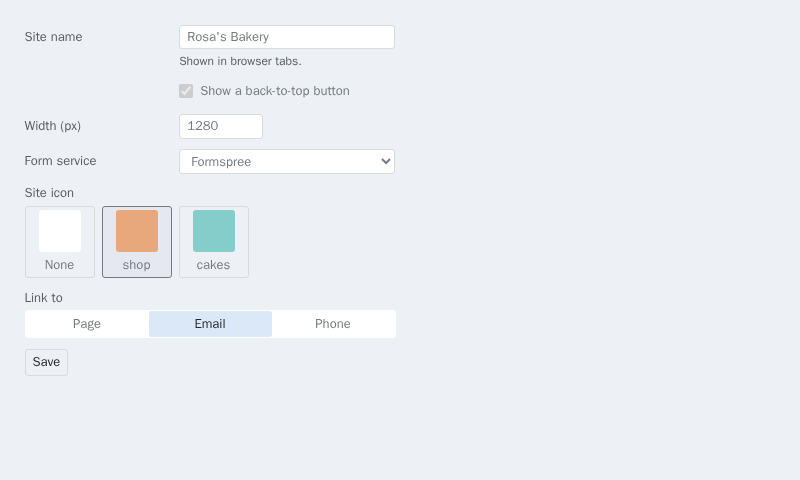 Site name
Rosa's Bakery
Shown in browser tabs.
Show a back-to-top button
Width (px)
1280
Form service
Formspree
Site icon
None shop cakes
Link to
Page Email Phone
Save